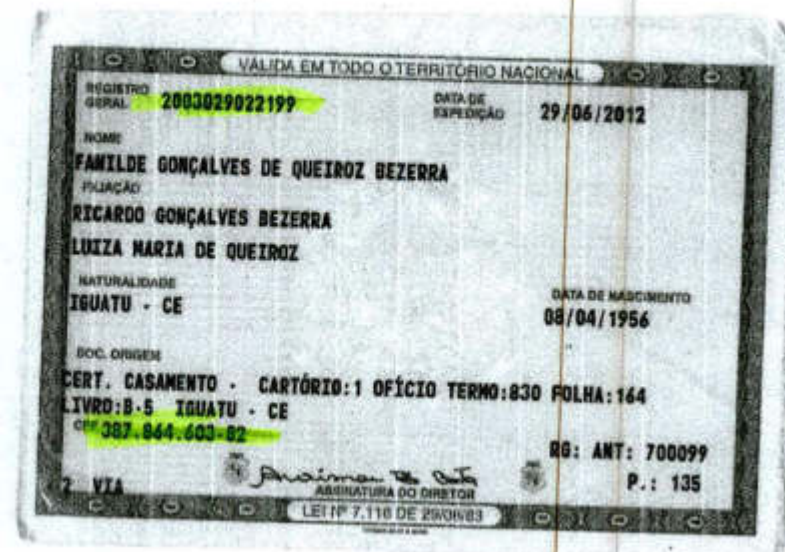 VÁLIDA EM TODO O TERRITÓRIO NACIONAL
REGISTRO GERAL 2003029022199 DATA DE EXPEDIÇÃO 29/06/2012
NOME
FANILDE GONÇALVES DE QUEIROZ BEZERRA
FILIAÇÃO
RICARDO GONÇALVES BEZERRA
LUIZA MARIA DE QUEIROZ
NATURALIDADE DATA DE NASCIMENTO
IGUATU - CE 08/04/1956
DOC. ORIGEM
CERT. CASAMENTO - CARTÓRIO:1 OFÍCIO TERMO:830 FOLHA:164
LIVRO:B-5 IGUATU - CE
CPF 387.864.603-82
RG: ANT: 700099
2 VIA P.: 135
ASSINATURA DO DIRETOR
LEI Nº 7.116 DE 29/08/83